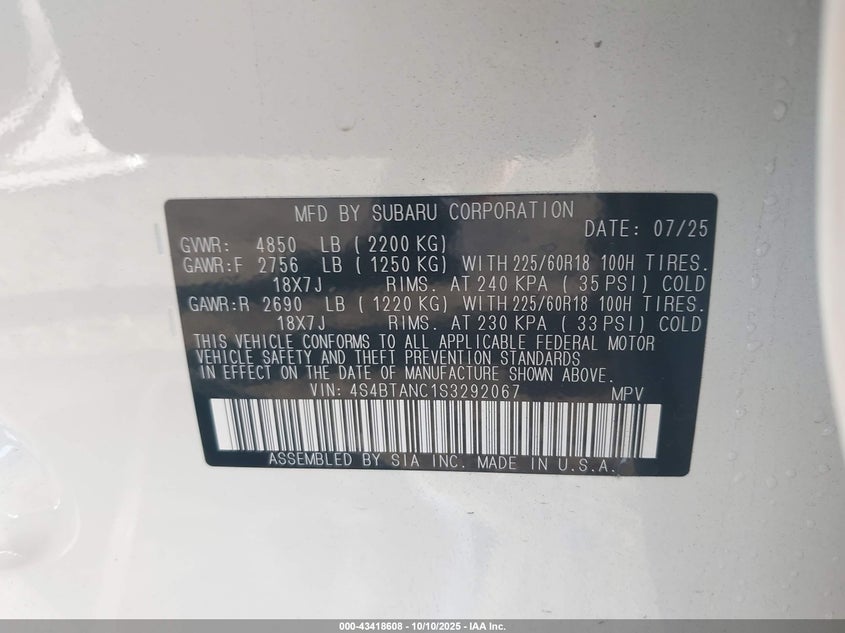 MFD BY SUBARU CORPORATION
DATE: 07/25
GVWR: 4850 LB ( 2200 KG)
GAWR:F 2756 LB ( 1250 KG) WITH 225/60R18 100H TIRES.
18X7J RIMS. AT 240 KPA ( 35 PSI) COLD
GAWR:R 2690 LB ( 1220 KG) WITH 225/60R18 100H TIRES.
18X7J RIMS. AT 230 KPA ( 33 PSI) COLD
THIS VEHICLE CONFORMS TO ALL APPLICABLE FEDERAL MOTOR
VEHICLE SAFETY AND THEFT PREVENTION STANDARDS
IN EFFECT ON THE DATE OF MANUFACTURE SHOWN ABOVE.
VIN: 4S4BTANC1S3292067 MPV
ASSEMBLED BY SIA INC. MADE IN U.S.A.
000-43418608 - 10/10/2025 - IAA Inc.